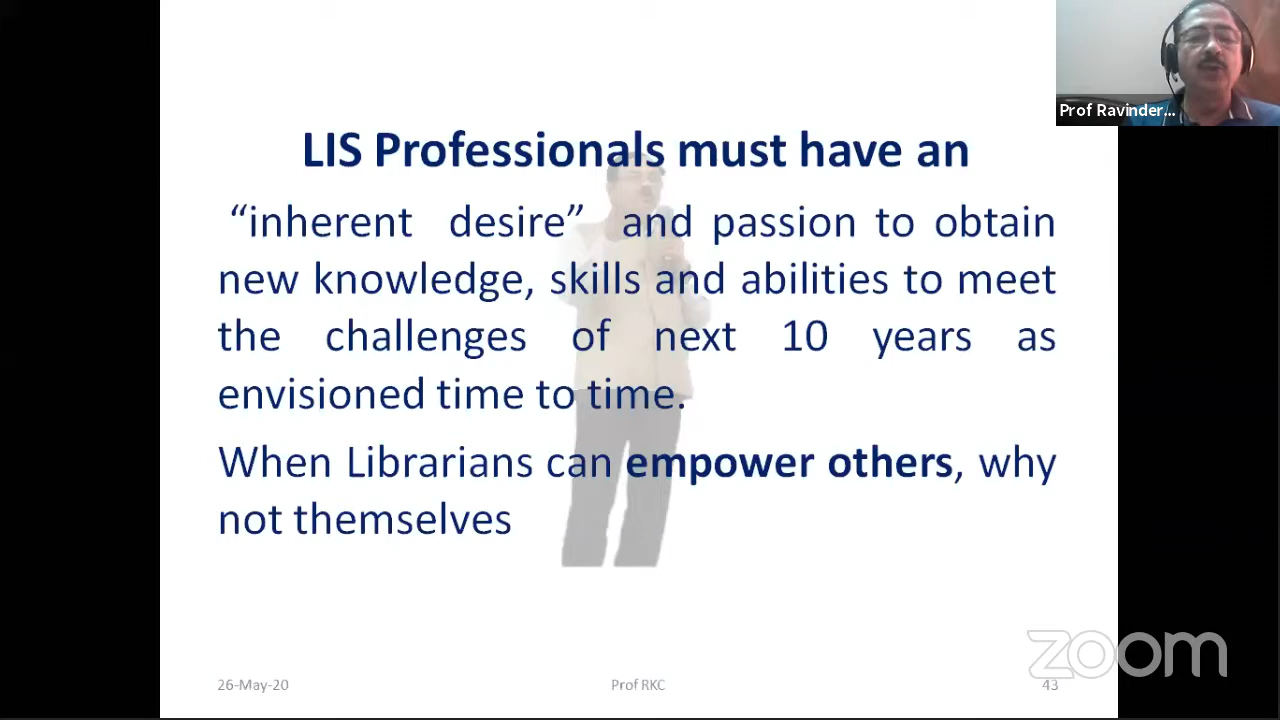 Prof Ravinder...
LIS Professionals must have an
“inherent desire” and passion to obtain
new knowledge, skills and abilities to meet
the challenges of next 10 years as
envisioned time to time.
When Librarians can empower others, why
not themselves
zoom
26-May-20 Prof RKC 43